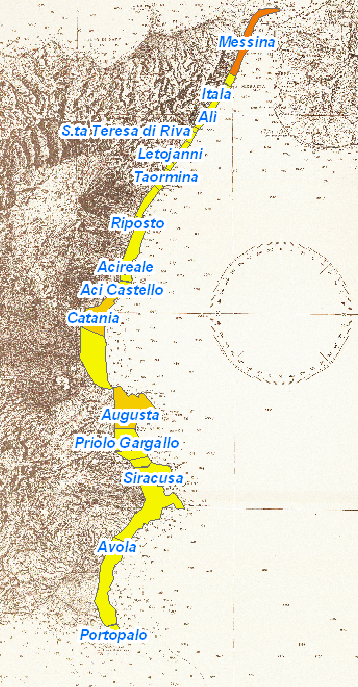 Messina
Itala
Ali
S.ta Teresa di Riva
Letojanni
Taormina
Riposto
Acireale
Aci Castello
Catania
Augusta
Priolo Gargallo
Siracusa
Avola
Portopalo